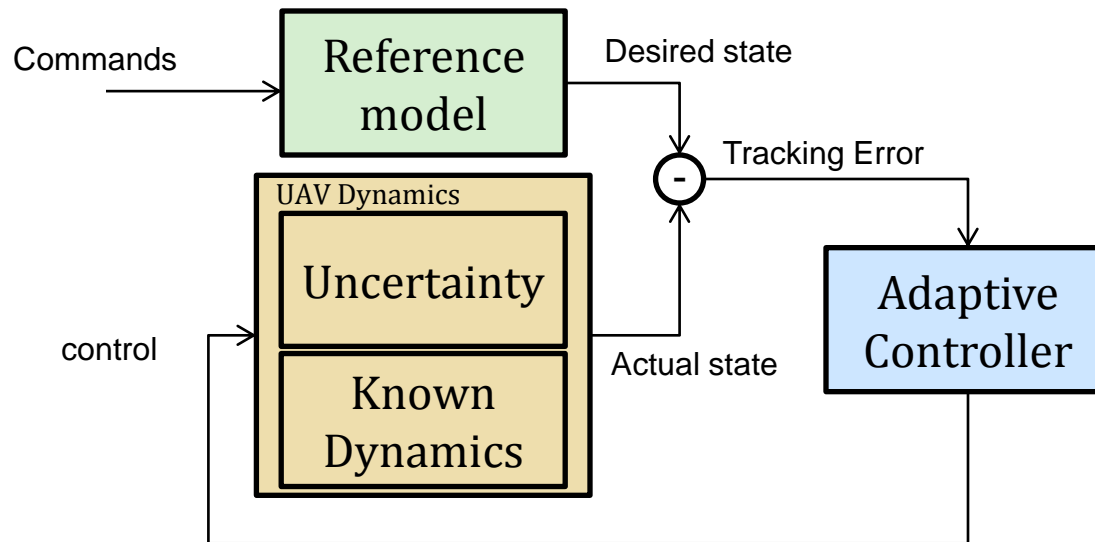 Commands
Reference
model
Desired state
-
Tracking Error
UAV Dynamics
Uncertainty
Adaptive
Controller
control
Actual state
Known
Dynamics